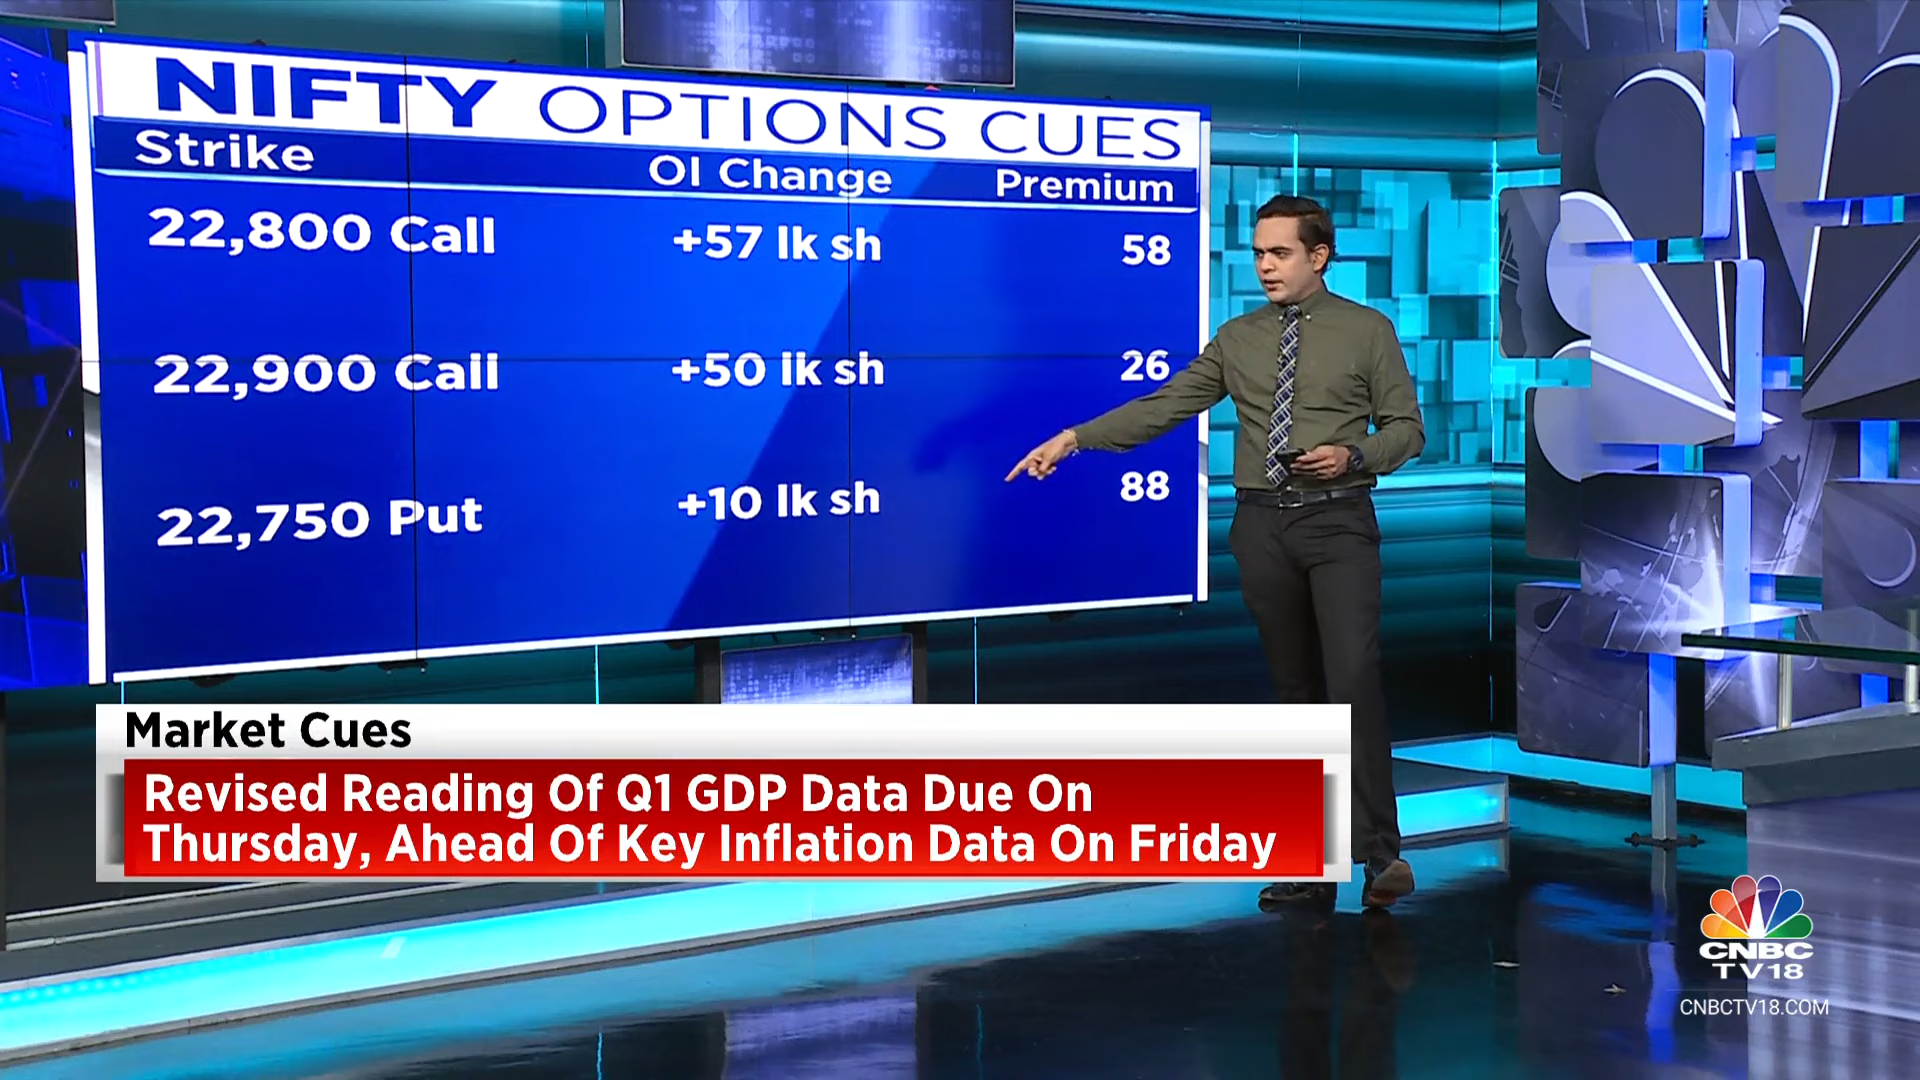 NIFTY OPTIONS CUES
Strike OI Change Premium
22,800 Call +57 lk sh 58
22,900 Call +50 lk sh 26
22,750 Put +10 lk sh 88
Market Cues
Revised Reading Of Q1 GDP Data Due On
Thursday, Ahead Of Key Inflation Data On Friday
CNBC
TV18
CNBCTV18.COM